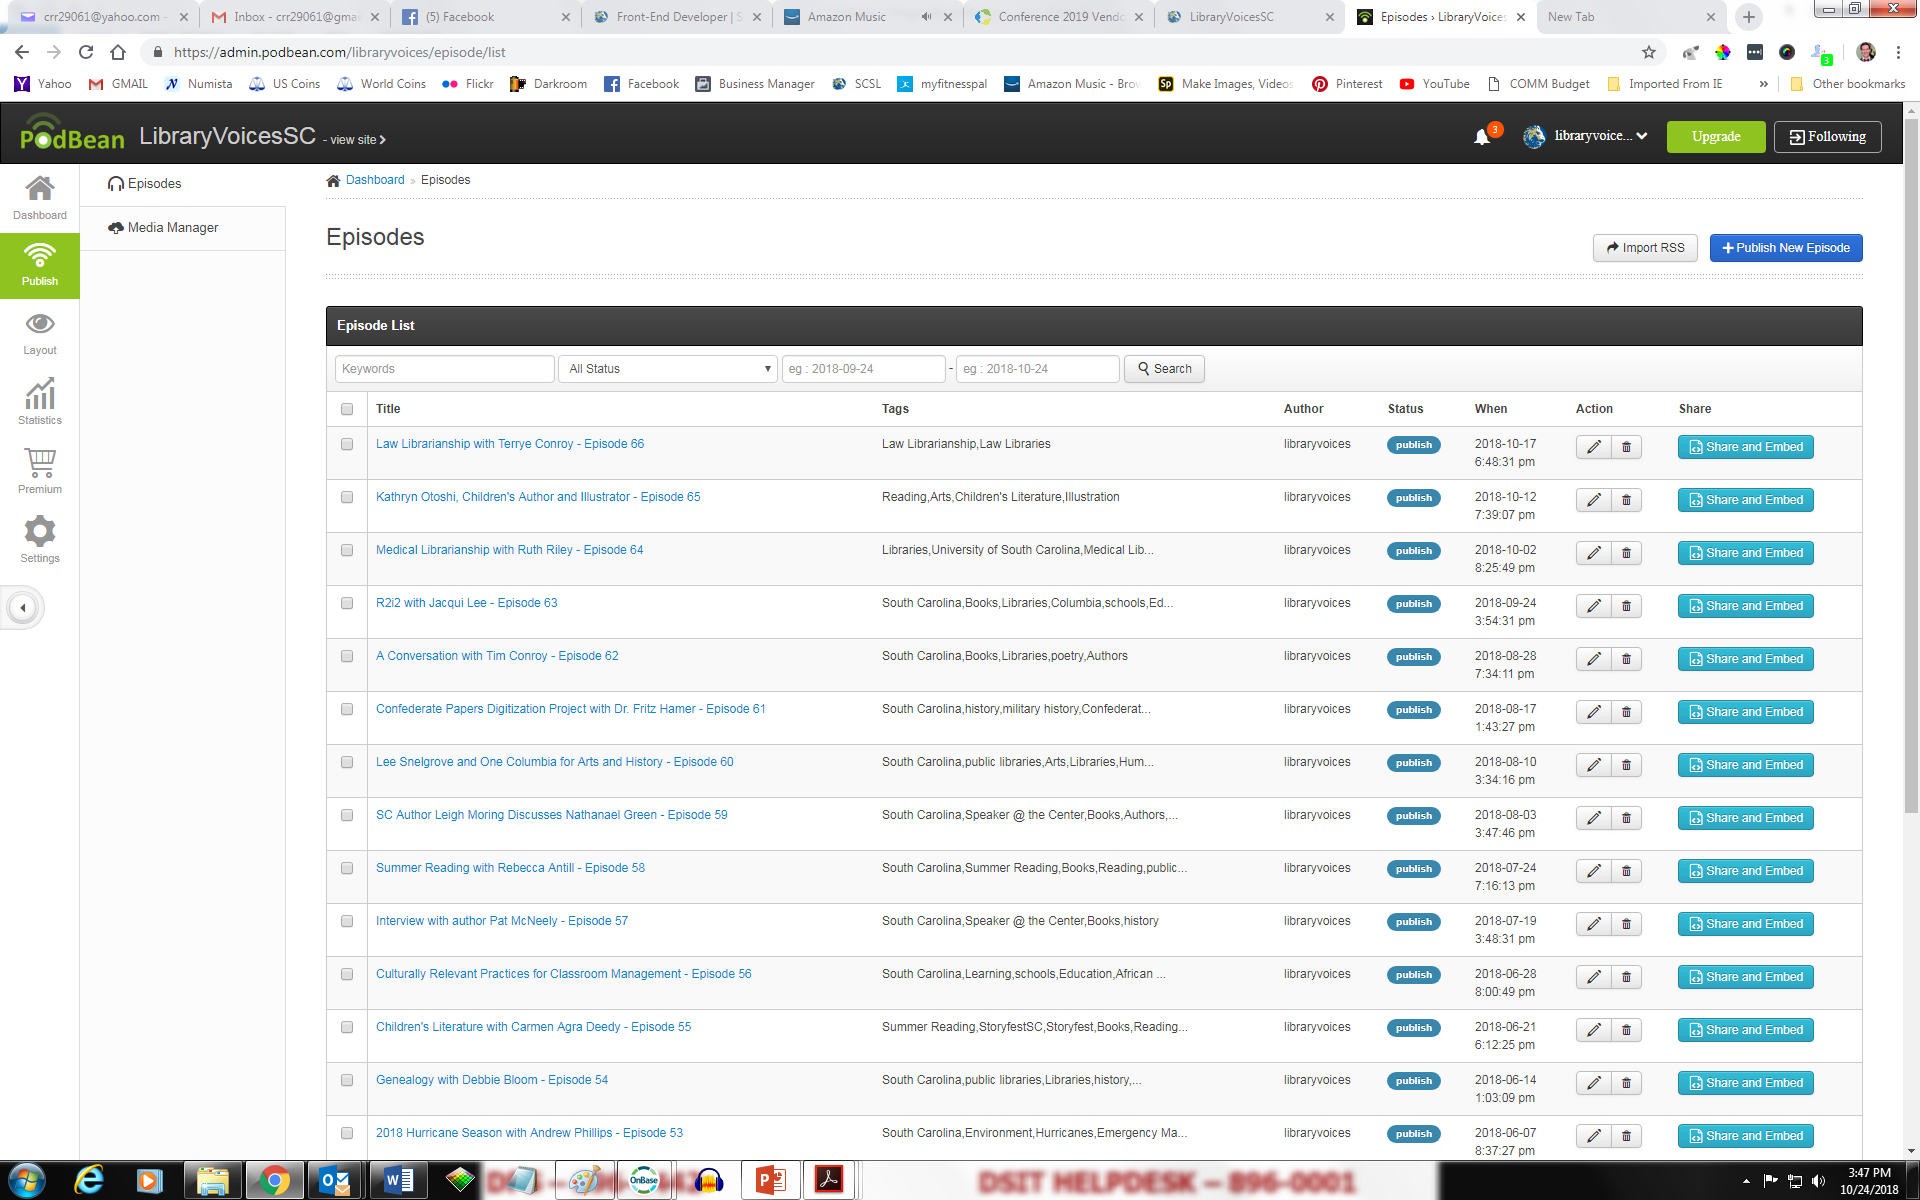 crr29061@yahoo.com -
Inbox - crr29061@gma
(5) Facebook
Front-End Developer | S
Amazon Music
Conference 2019 Vendo
LibraryVoicesSC
Episodes › LibraryVoices
New Tab
https://admin.podbean.com/libraryvoices/episode/list
3
Yahoo
GMAIL
Numista
US Coins
World Coins
Flickr
Darkroom
Facebook
Business Manager
SCSL
myfitnesspal
Amazon Music - Brow
Make Images, Videos
Pinterest
YouTube
COMM Budget
Imported From IE
»
Other bookmarks
PodBean
LibraryVoicesSC - view site
3
libraryvoice...
Upgrade
Following
Dashboard
Publish
Layout
Statistics
Premium
Settings
Episodes
Media Manager
Dashboard » Episodes
Episodes
Import RSS
Publish New Episode
Episode List
Keywords
All Status
eg : 2018-09-24 - eg : 2018-10-24
Search
Title Tags Author Status When Action Share
Law Librarianship with Terrye Conroy - Episode 66 Law Librarianship,Law Libraries libraryvoices publish 2018-10-17 Share and Embed
6:48:31 pm
Kathryn Otoshi, Children's Author and Illustrator - Episode 65 Reading,Arts,Children's Literature,Illustration libraryvoices publish 2018-10-12 Share and Embed
7:39:07 pm
Medical Librarianship with Ruth Riley - Episode 64 Libraries,University of South Carolina,Medical Lib... libraryvoices publish 2018-10-02 Share and Embed
8:25:49 pm
R2i2 with Jacqui Lee - Episode 63 South Carolina,Books,Libraries,Columbia,schools,Ed... libraryvoices publish 2018-09-24 Share and Embed
3:54:31 pm
A Conversation with Tim Conroy - Episode 62 South Carolina,Books,Libraries,poetry,Authors libraryvoices publish 2018-08-28 Share and Embed
7:34:11 pm
Confederate Papers Digitization Project with Dr. Fritz Hamer - Episode 61 South Carolina,history,military history,Confederat... libraryvoices publish 2018-08-17 Share and Embed
1:43:27 pm
Lee Snelgrove and One Columbia for Arts and History - Episode 60 South Carolina,public libraries,Arts,Libraries,Hum... libraryvoices publish 2018-08-10 Share and Embed
3:34:16 pm
SC Author Leigh Moring Discusses Nathanael Green - Episode 59 South Carolina,Speaker @ the Center,Books,Authors,... libraryvoices publish 2018-08-03 Share and Embed
3:47:46 pm
Summer Reading with Rebecca Antill - Episode 58 South Carolina,Summer Reading,Books,Reading,public... libraryvoices publish 2018-07-24 Share and Embed
7:16:13 pm
Interview with author Pat McNeely - Episode 57 South Carolina,Speaker @ the Center,Books,history libraryvoices publish 2018-07-19 Share and Embed
3:48:31 pm
Culturally Relevant Practices for Classroom Management - Episode 56 South Carolina,Learning,schools,Education,African ... libraryvoices publish 2018-06-28 Share and Embed
8:00:49 pm
Children's Literature with Carmen Agra Deedy - Episode 55 Summer Reading,StoryfestSC,Storyfest,Books,Reading... libraryvoices publish 2018-06-21 Share and Embed
6:12:25 pm
Genealogy with Debbie Bloom - Episode 54 South Carolina,public libraries,Libraries,history,... libraryvoices publish 2018-06-14 Share and Embed
1:03:09 pm
2018 Hurricane Season with Andrew Phillips - Episode 53 South Carolina,Environment,Hurricanes,Emergency Ma... libraryvoices publish 2018-06-07 Share and Embed
8:37:27 pm
OnBase
DSIT HELPDESK – 896-0001
3:47 PM
10/24/2018